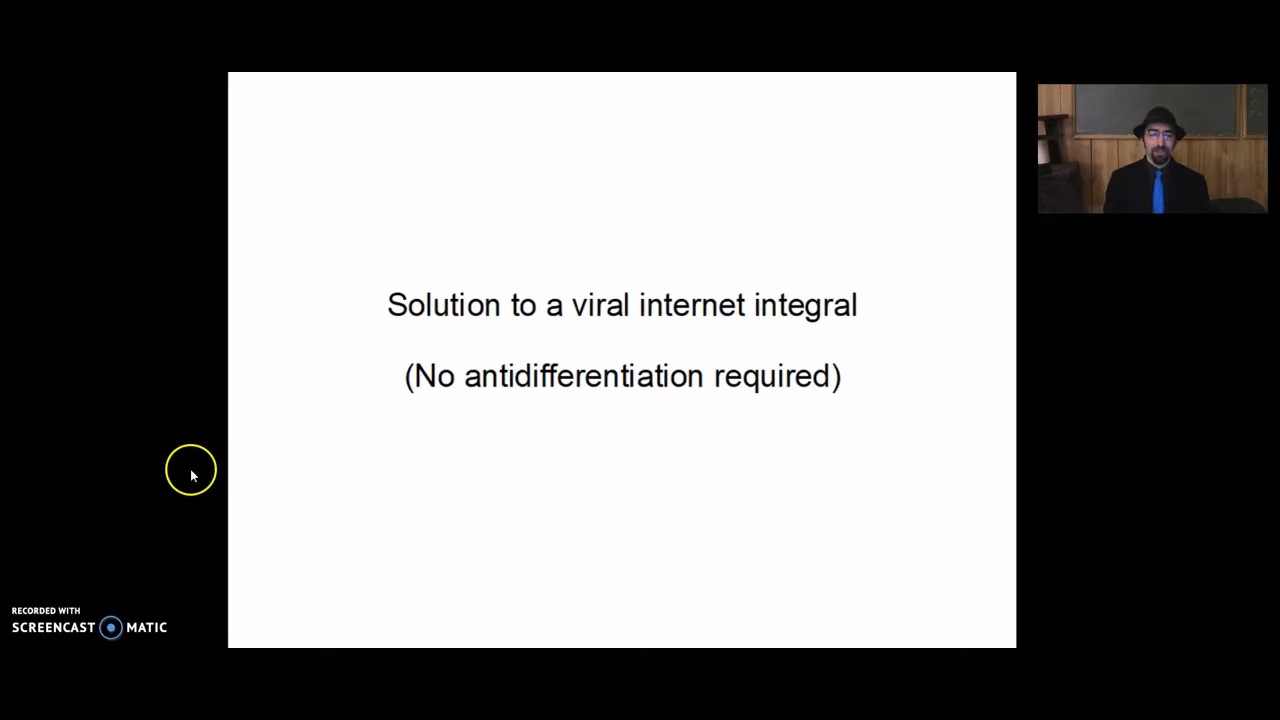 Solution to a viral internet integral
(No antidifferentiation required)
RECORDED WITH
SCREENCAST MATIC